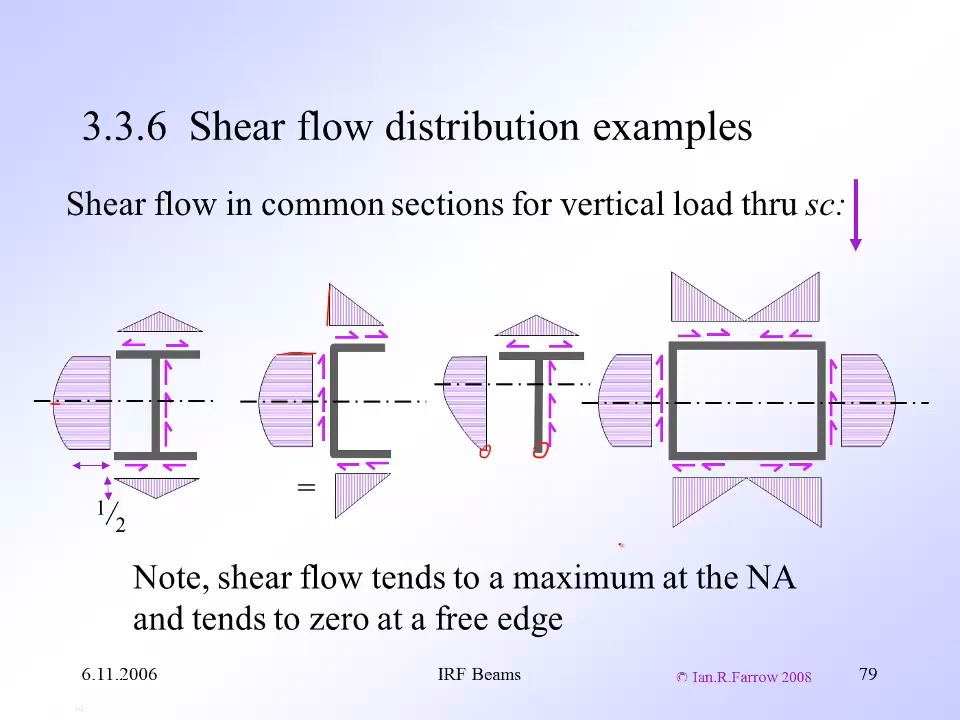 3.3.6 Shear flow distribution examples
Shear flow in common sections for vertical load thru sc:
=
1/2
Note, shear flow tends to a maximum at the NA
and tends to zero at a free edge
6.11.2006
IRF Beams
© Ian.R.Farrow 2008
79